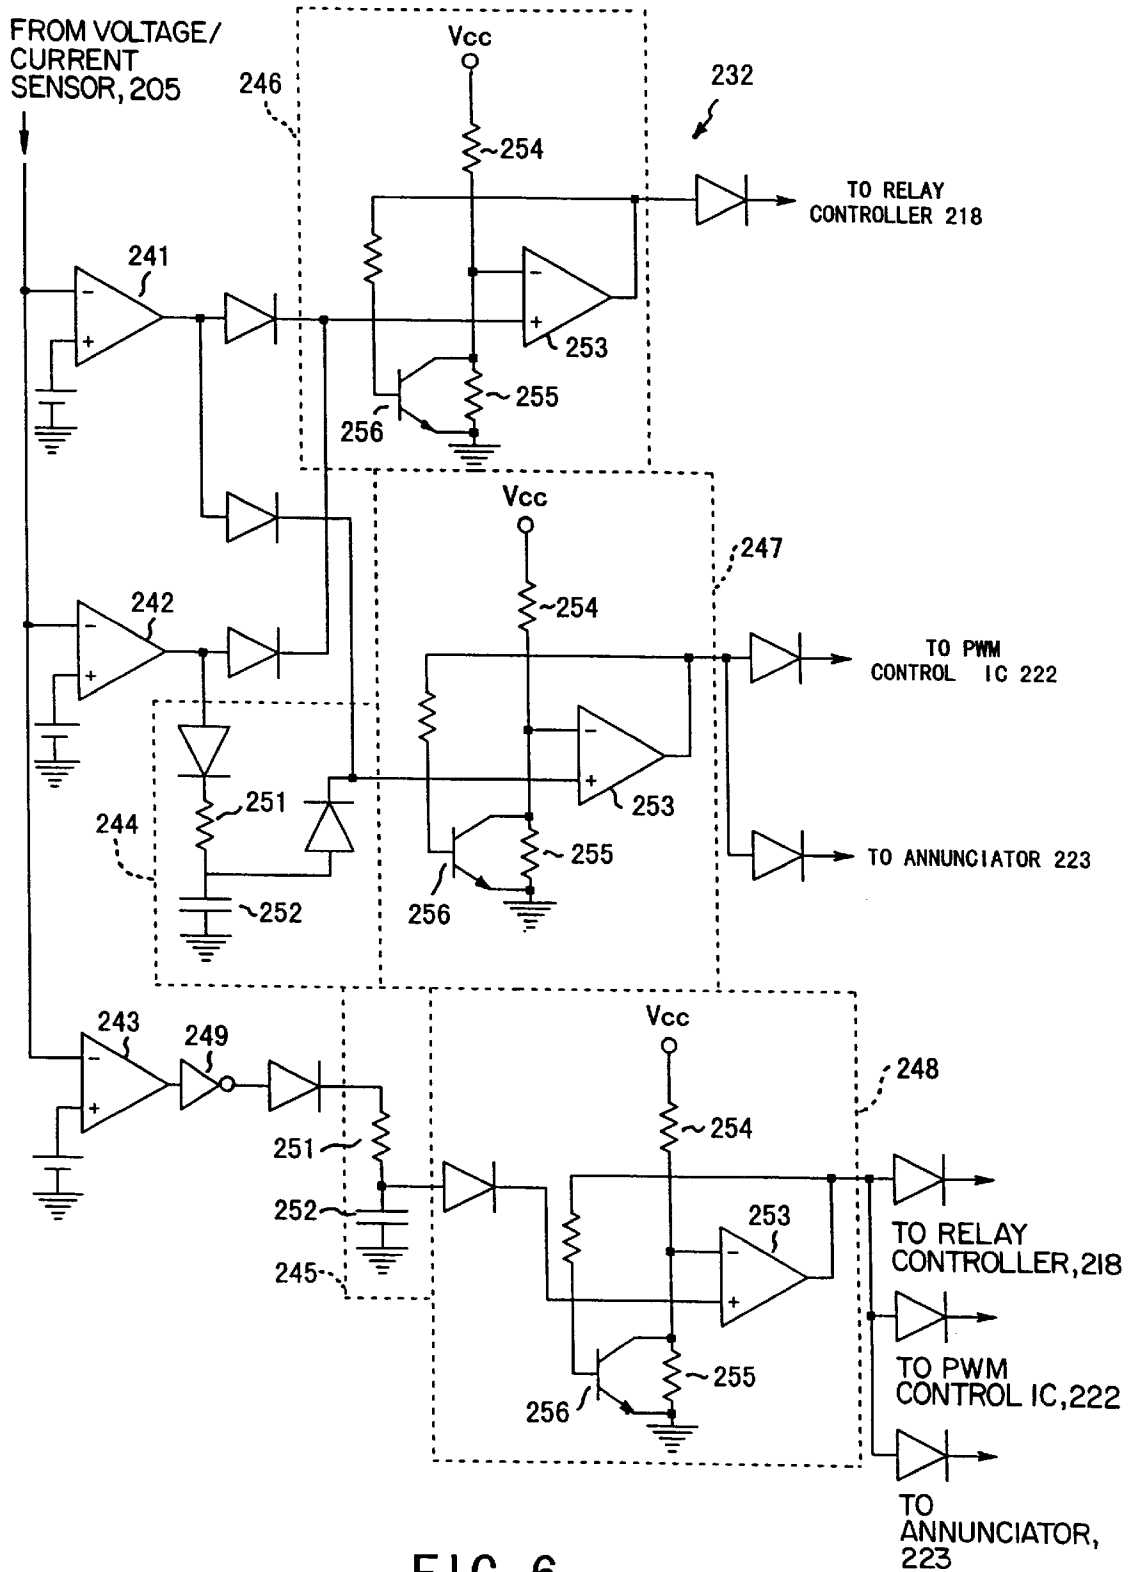 FROM VOLTAGE/
CURRENT
SENSOR, 205
246
Vcc
232
254
TO RELAY
CONTROLLER 218
241
-
+
-
+
253
255
256
Vcc
247
242
254
-
+
TO PWM
CONTROL IC 222
-
+
251
253
244
255
TO ANNUNCIATOR 223
252
256
243
249
Vcc
248
-
+
254
251
252
253
-
+
TO RELAY
CONTROLLER, 218
245
255
TO PWM
CONTROL IC, 222
256
TO
ANNUNCIATOR,
223
FIG. 6